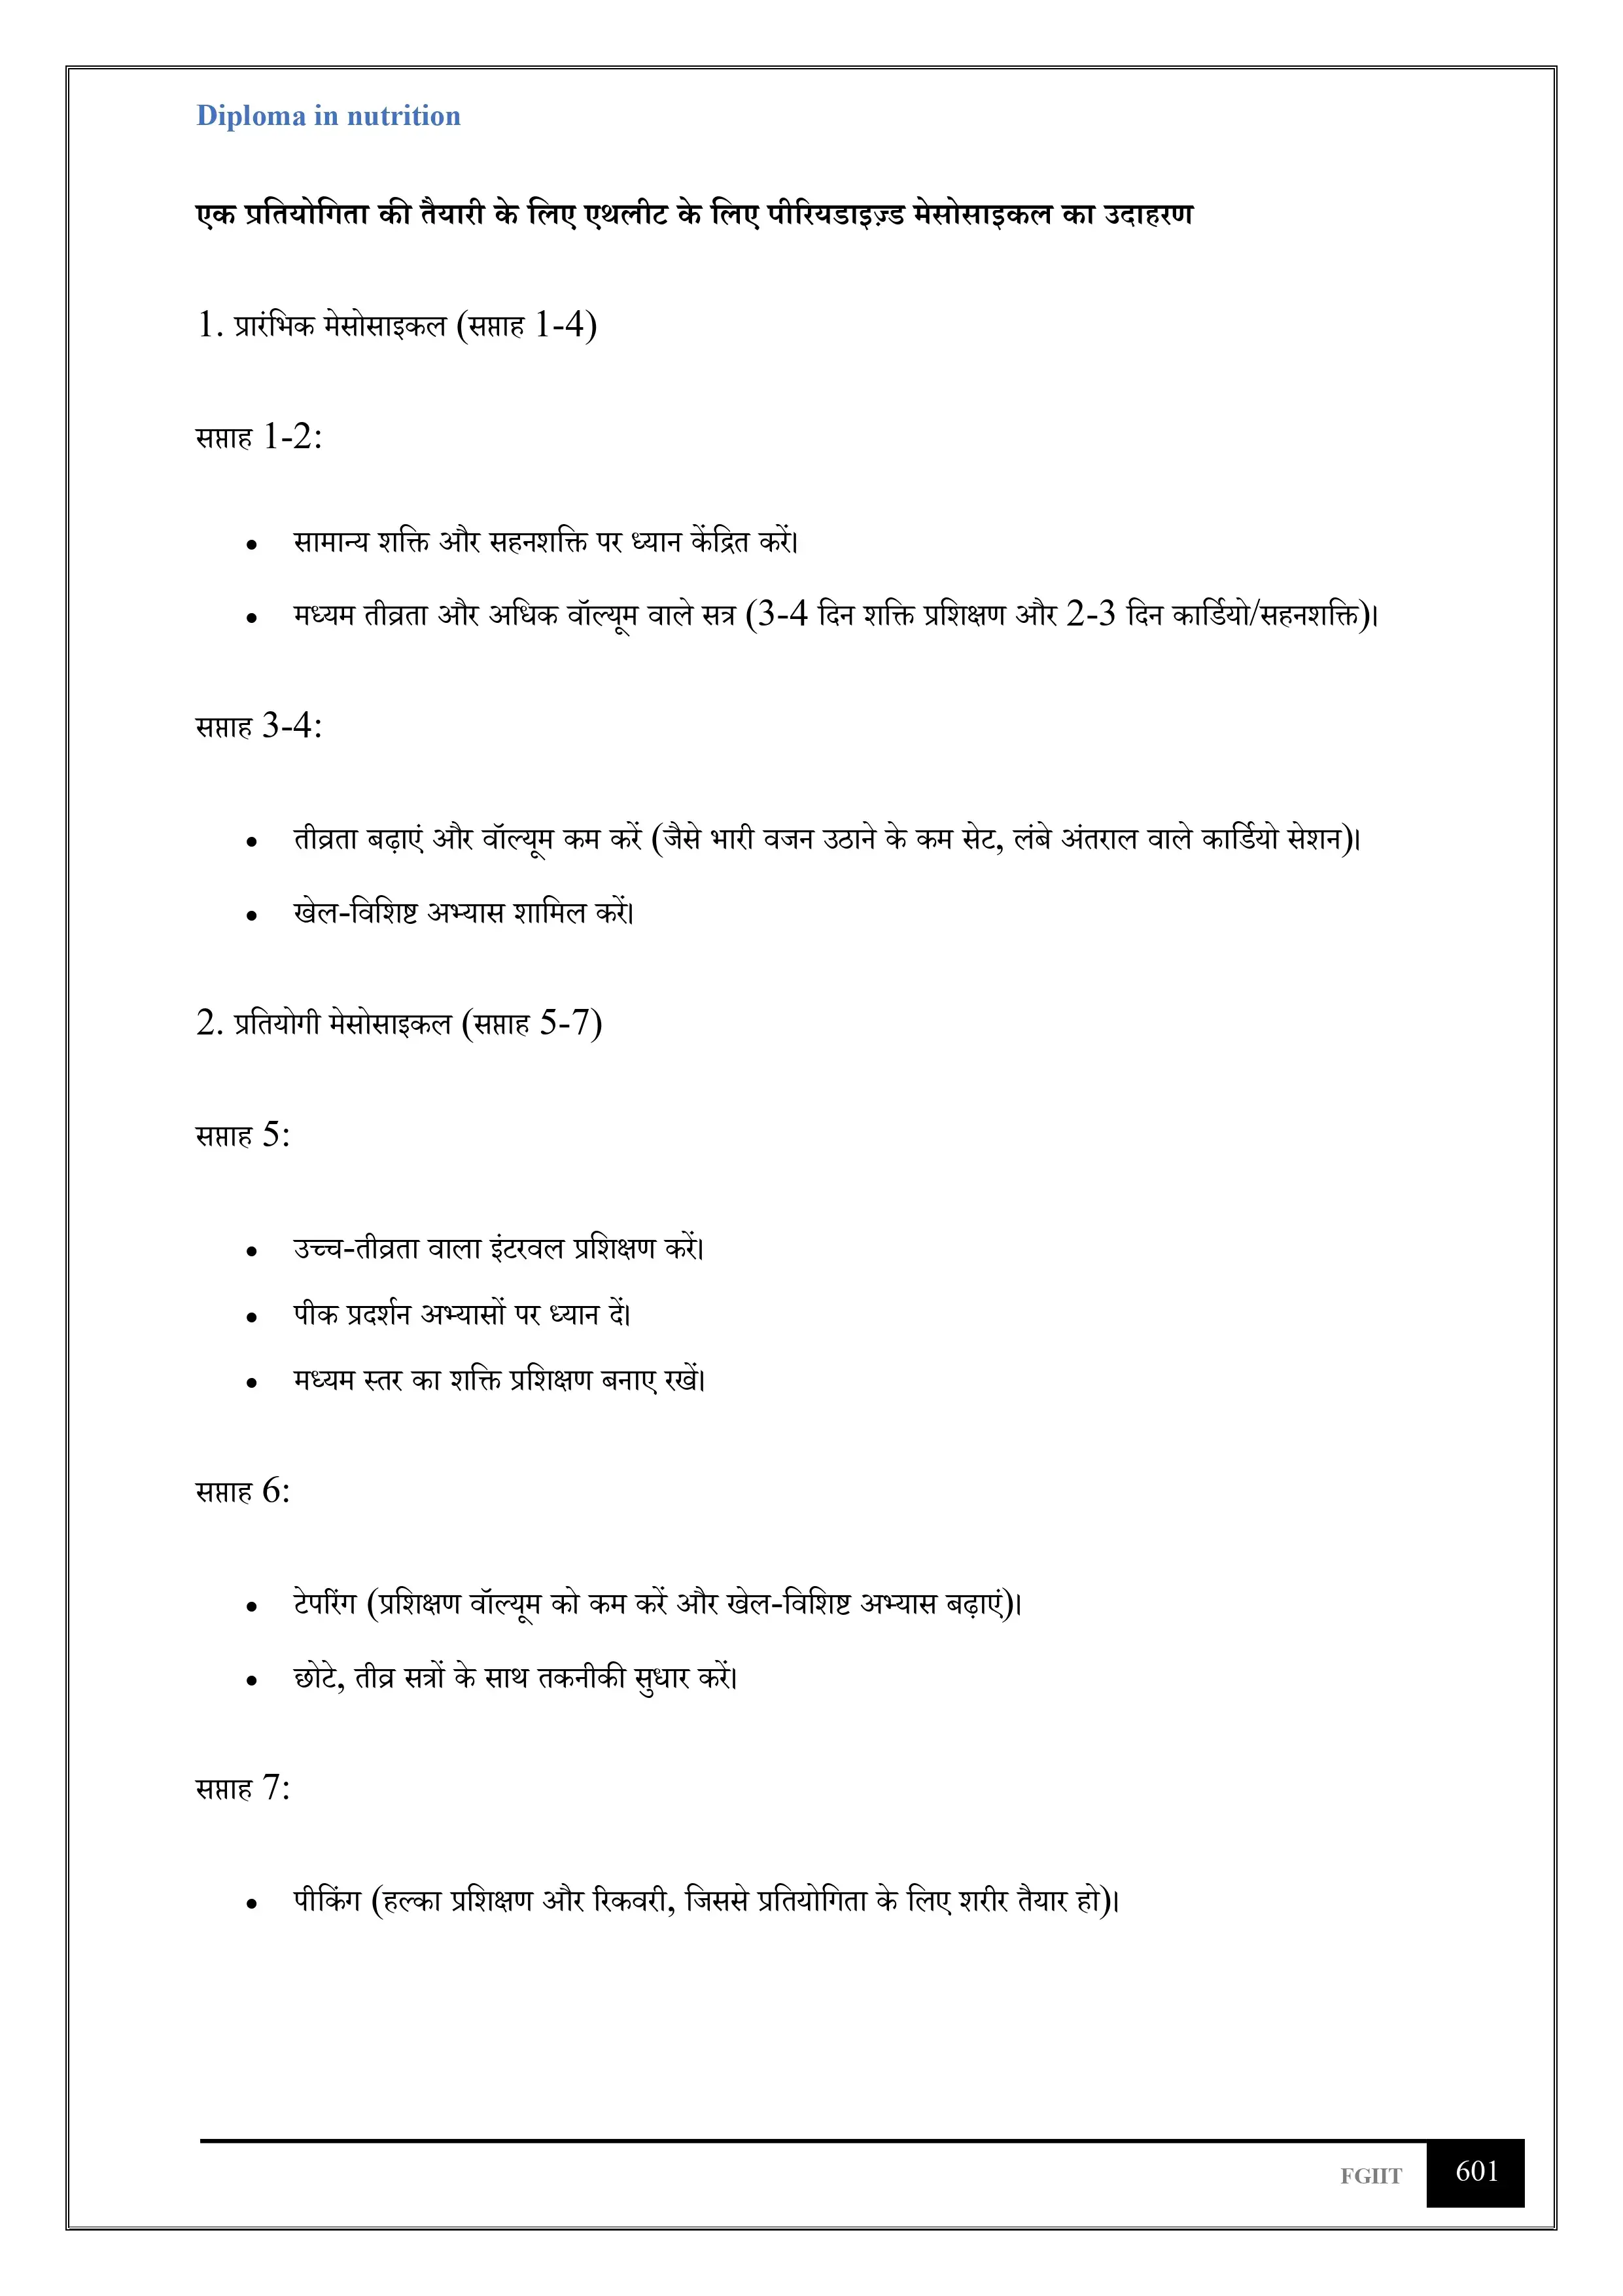 Diploma in nutrition
एक प्रतियोगिता की तैयारी के लिए एथलीट के लिए पीरियडाइज़्ड मेसोसाइकल का उदाहरण
1. प्रारंभिक मेसोसाइकल (सप्ताह 1-4)
सप्ताह 1-2:
• सामान्य शक्ति और सहनशक्ति पर ध्यान केंद्रित करें।
• मध्यम तीव्रता और अधिक वॉल्यूम वाले सत्र (3-4 दिन शक्ति प्रशिक्षण और 2-3 दिन कार्डियो/सहनशक्ति)।
सप्ताह 3-4:
• तीव्रता बढ़ाएं और वॉल्यूम कम करें (जैसे भारी वजन उठाने के कम सेट, लंबे अंतराल वाले कार्डियो सेशन)।
• खेल-विशिष्ट अभ्यास शामिल करें।
2. प्रतियोगी मेसोसाइकल (सप्ताह 5-7)
सप्ताह 5:
• उच्च-तीव्रता वाला इंटरवल प्रशिक्षण करें।
• पीक प्रदर्शन अभ्यासों पर ध्यान दें।
• मध्यम स्तर का शक्ति प्रशिक्षण बनाए रखें।
सप्ताह 6:
• टेपरिंग (प्रशिक्षण वॉल्यूम को कम करें और खेल-विशिष्ट अभ्यास बढ़ाएं)।
• छोटे, तीव्र सत्रों के साथ तकनीकी सुधार करें।
सप्ताह 7:
• पीकिंग (हल्का प्रशिक्षण और रिकवरी, जिससे प्रतियोगिता के लिए शरीर तैयार हो)।
FGIIT 601